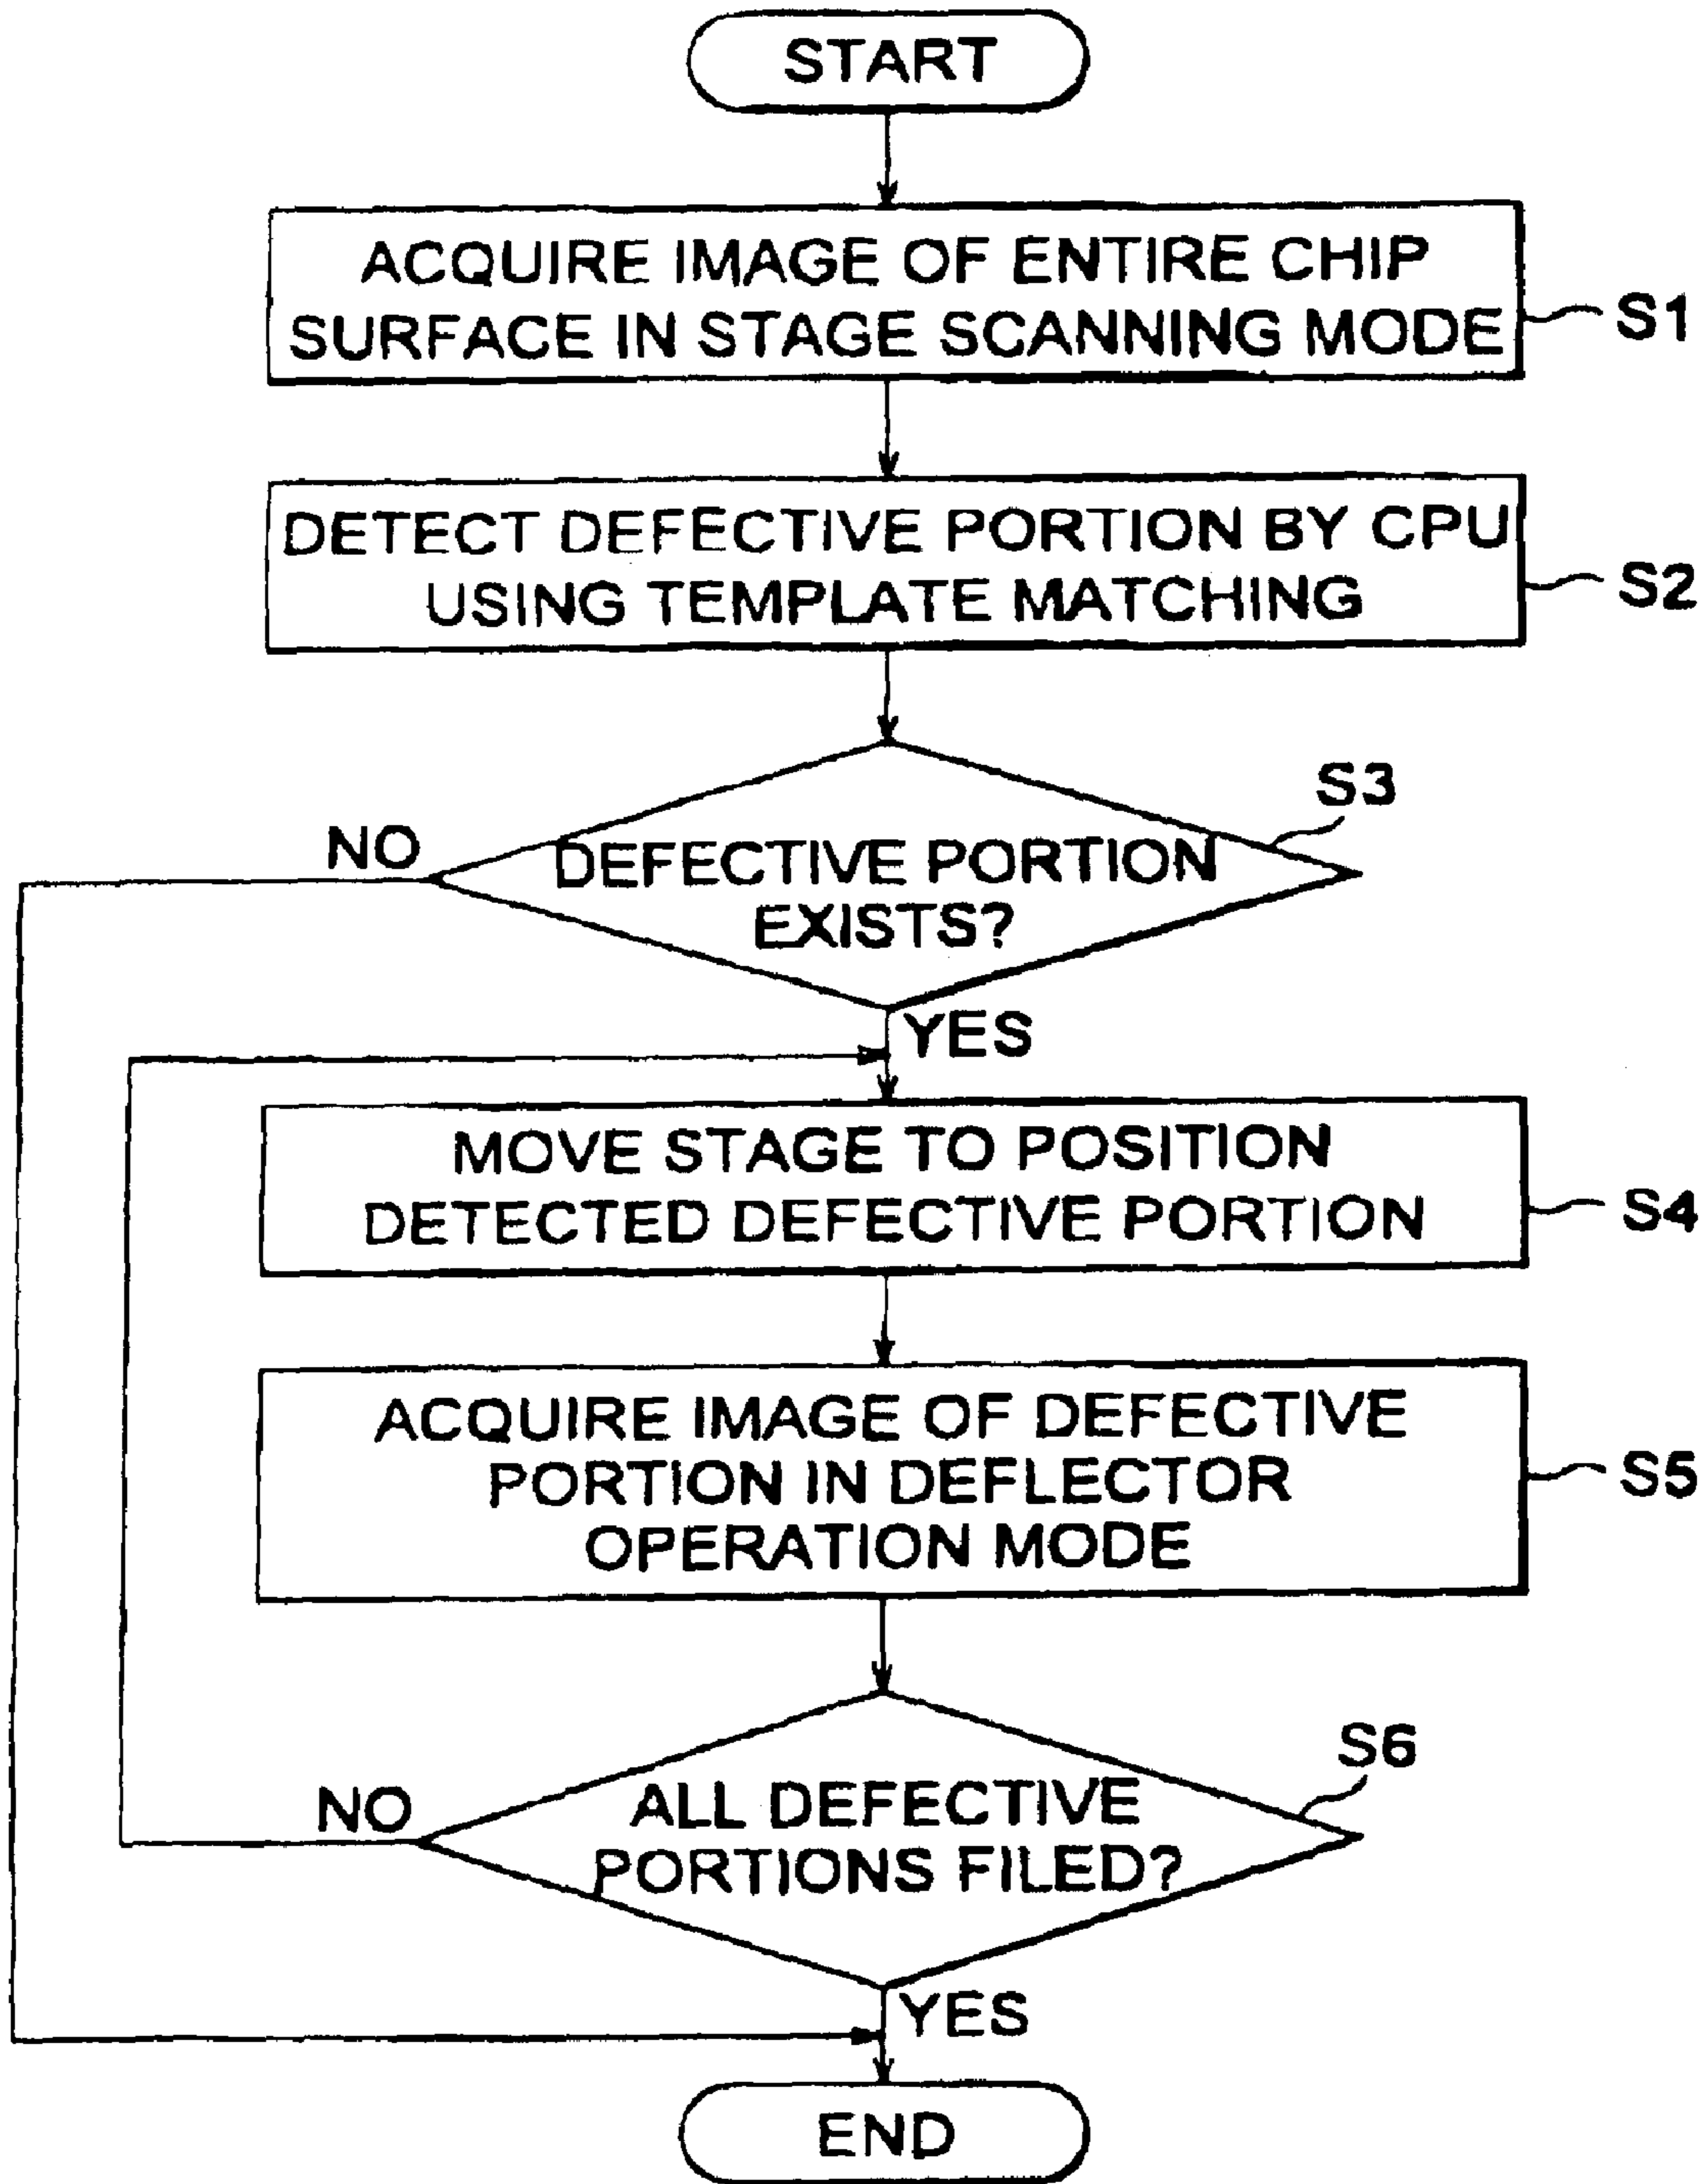 START
ACQUIRE IMAGE OF ENTIRE CHIP
SURFACE IN STAGE SCANNING MODE
S1
DETECT DEFECTIVE PORTION BY CPU
USING TEMPLATE MATCHING
S2
S3
NO
DEFECTIVE PORTION
EXISTS?
YES
MOVE STAGE TO POSITION
DETECTED DEFECTIVE PORTION
S4
ACQUIRE IMAGE OF DEFECTIVE
PORTION IN DEFLECTOR
OPERATION MODE
S5
S6
NO
ALL DEFECTIVE
PORTIONS FILED?
YES
END